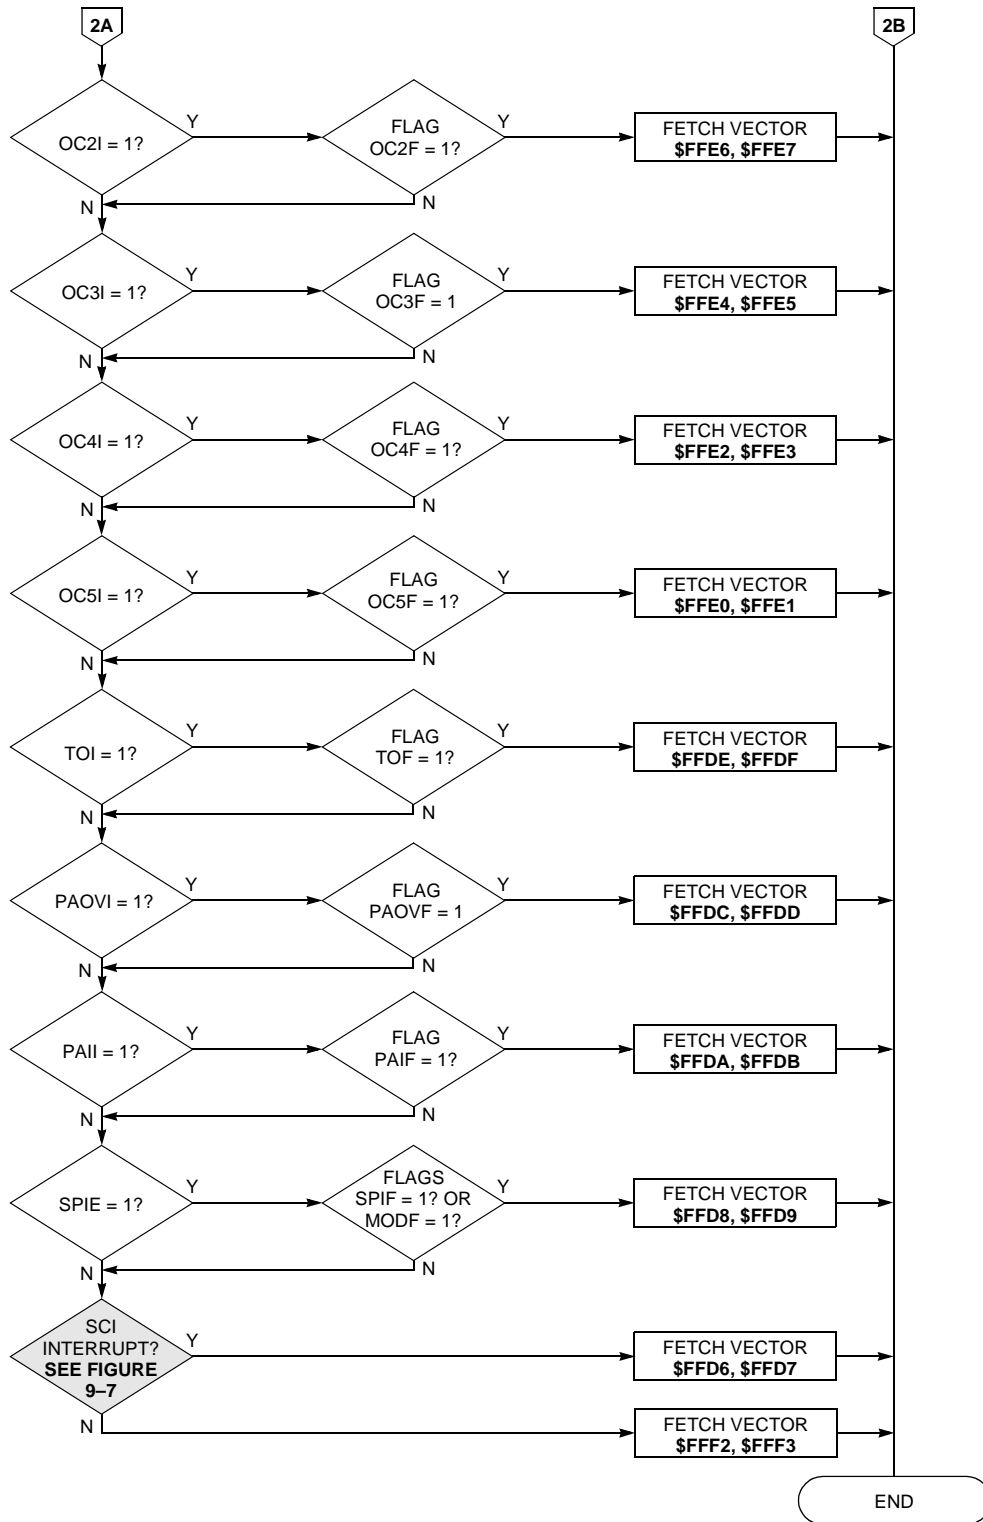 2A
2B
OC2I = 1?
Y
FLAG
OC2F = 1?
Y
FETCH VECTOR
$FFE6, $FFE7
N
N
OC3I = 1?
Y
FLAG
OC3F = 1
Y
FETCH VECTOR
$FFE4, $FFE5
N
N
OC4I = 1?
Y
FLAG
OC4F = 1?
Y
FETCH VECTOR
$FFE2, $FFE3
N
N
OC5I = 1?
Y
FLAG
OC5F = 1?
Y
FETCH VECTOR
$FFE0, $FFE1
N
N
TOI = 1?
Y
FLAG
TOF = 1?
Y
FETCH VECTOR
$FFDE, $FFDF
N
N
PAOVI = 1?
Y
FLAG
PAOVF = 1
Y
FETCH VECTOR
$FFDC, $FFDD
N
N
PAII = 1?
Y
FLAG
PAIF = 1?
Y
FETCH VECTOR
$FFDA, $FFDB
N
N
SPIE = 1?
Y
FLAGS
SPIF = 1? OR
MODF = 1?
Y
FETCH VECTOR
$FFD8, $FFD9
N
N
SCI
INTERRUPT?
SEE FIGURE
9–7
Y
FETCH VECTOR
$FFD6, $FFD7
N
FETCH VECTOR
$FFF2, $FFF3
END